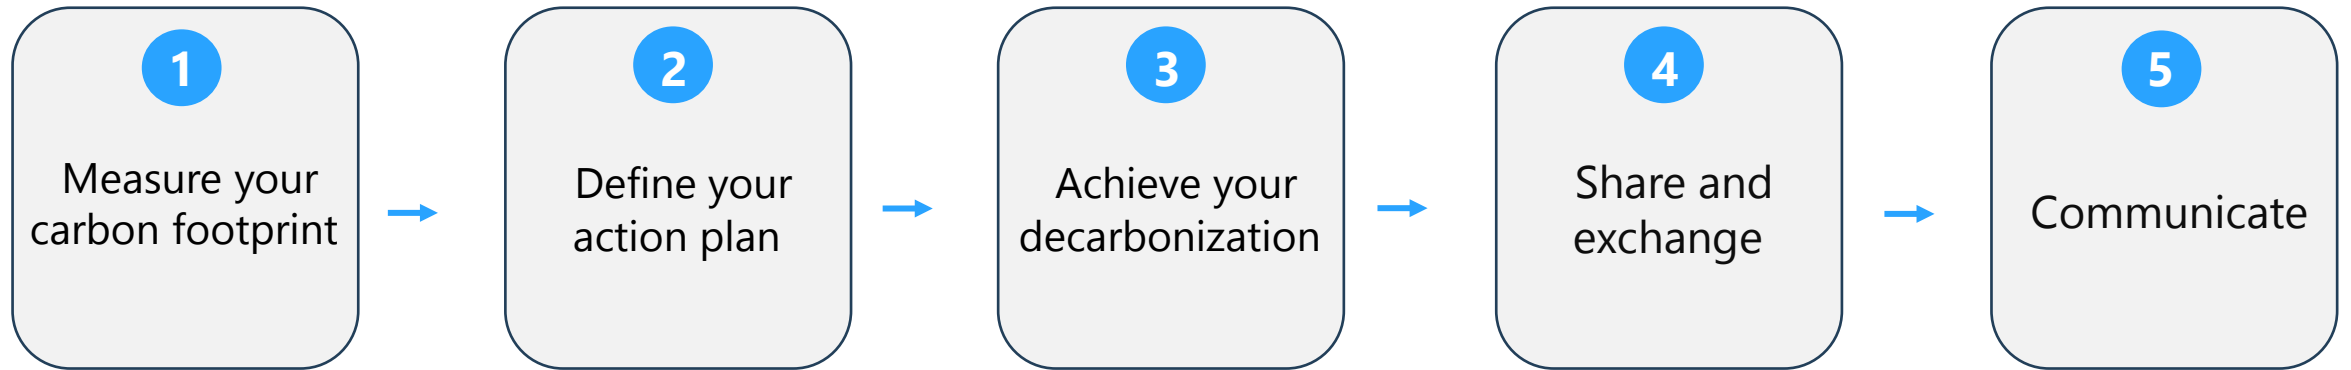 1
Measure your
carbon footprint
2
Define your
action plan
3
Achieve your
decarbonization
4
Share and
exchange
5
Communicate